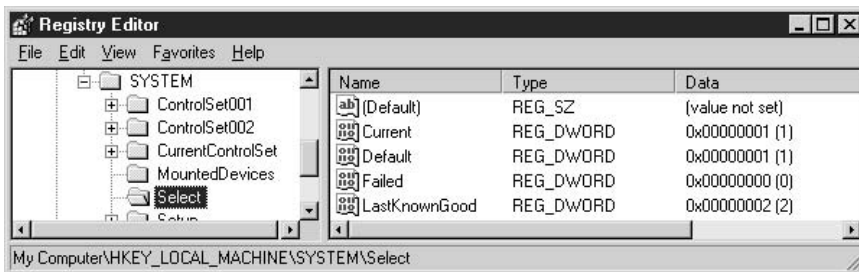 Registry Editor
File Edit View Favorites Help
SYSTEM
ControlSet001
ControlSet002
CurrentControlSet
MountedDevices
Select
Setup
Name Type Data
(Default) REG_SZ (value not set)
Current REG_DWORD 0x00000001 (1)
Default REG_DWORD 0x00000001 (1)
Failed REG_DWORD 0x00000000 (0)
LastKnownGood REG_DWORD 0x00000002 (2)
My Computer\HKEY_LOCAL_MACHINE\SYSTEM\Select